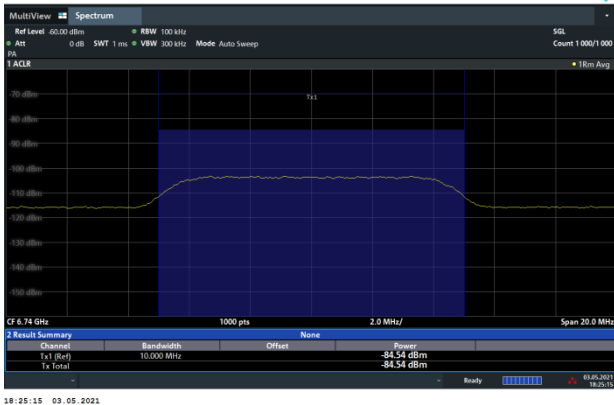 MultiView Spectrum
Ref Level -60.00 dBm RBW 100 kHz SGL
Att 0 dB SWT 1 ms VBW 300 kHz Mode Auto Sweep Count 1 000/1 000
PA
1 ACLR 1Rm Avg
-70 dBm
Tx1
-80 dBm
-90 dBm
-100 dBm
-110 dBm
-120 dBm
-130 dBm
-140 dBm
-150 dBm
CF 6.74 GHz 1000 pts 2.0 MHz/ Span 20.0 MHz
2 Result Summary None
Channel Bandwidth Offset Power
Tx1 (Ref) 10.000 MHz -84.54 dBm
Tx Total -84.54 dBm
Ready 03.05.2021
18:25:15
18:25:15 03.05.2021